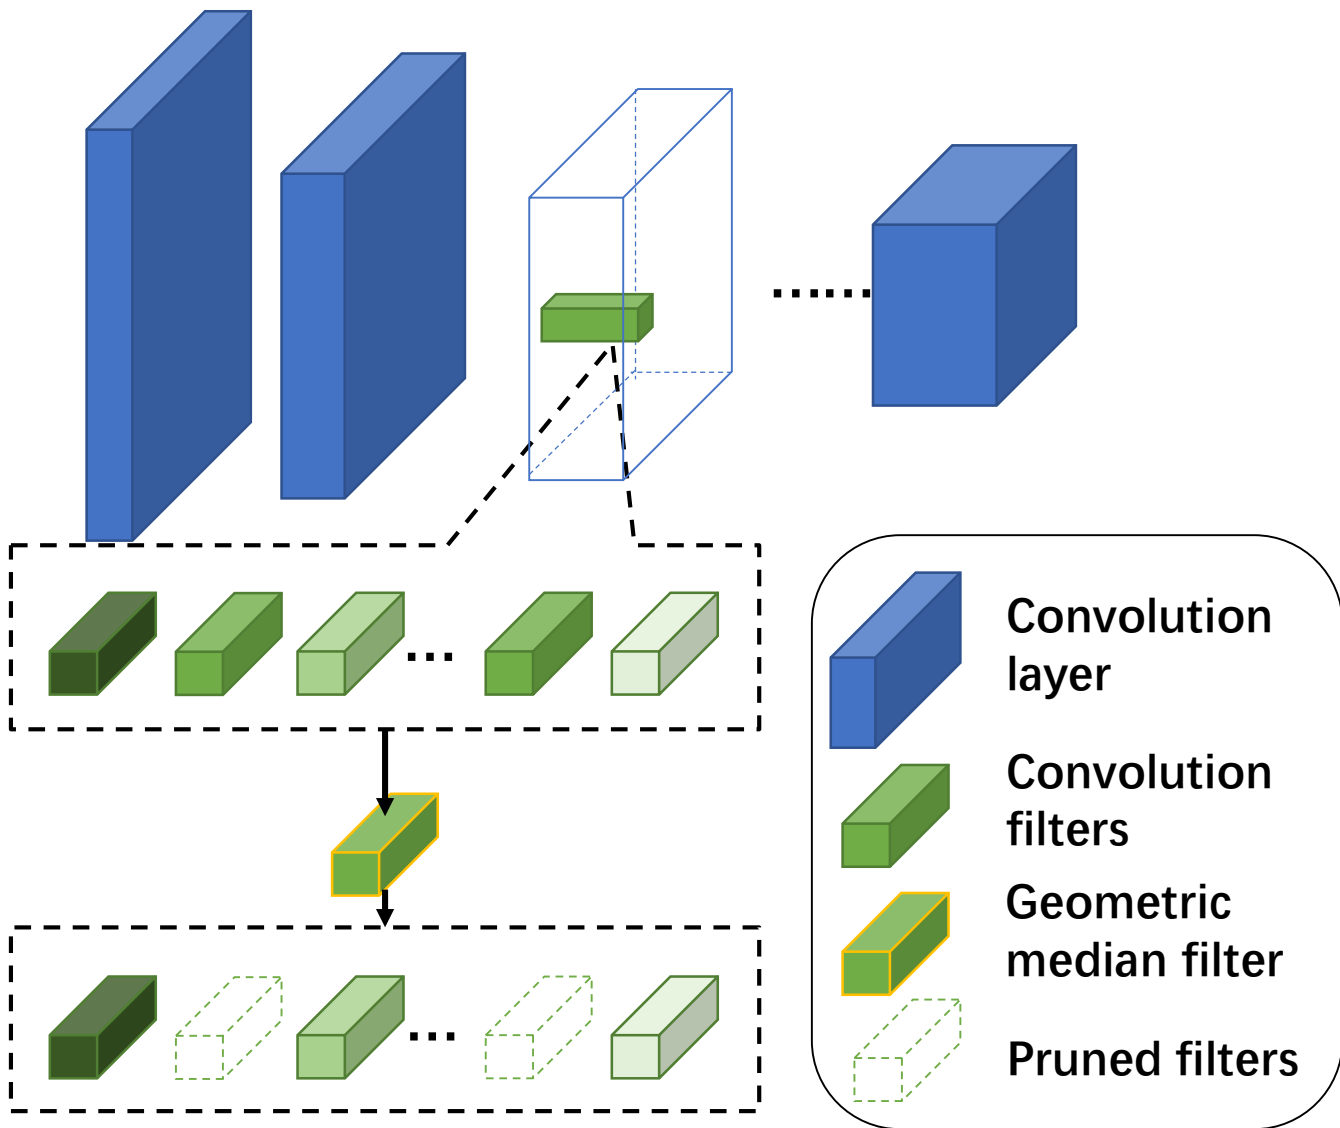 Convolution
layer
Convolution
filters
Geometric
median filter
Pruned filters